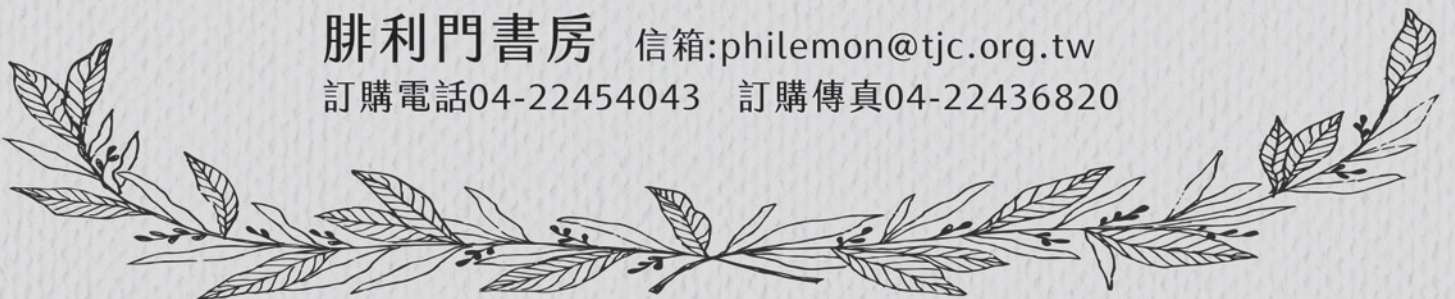 腓利門書房 信箱:philemon@tjc.org.tw
訂購電話04-22454043 訂購傳真04-22436820